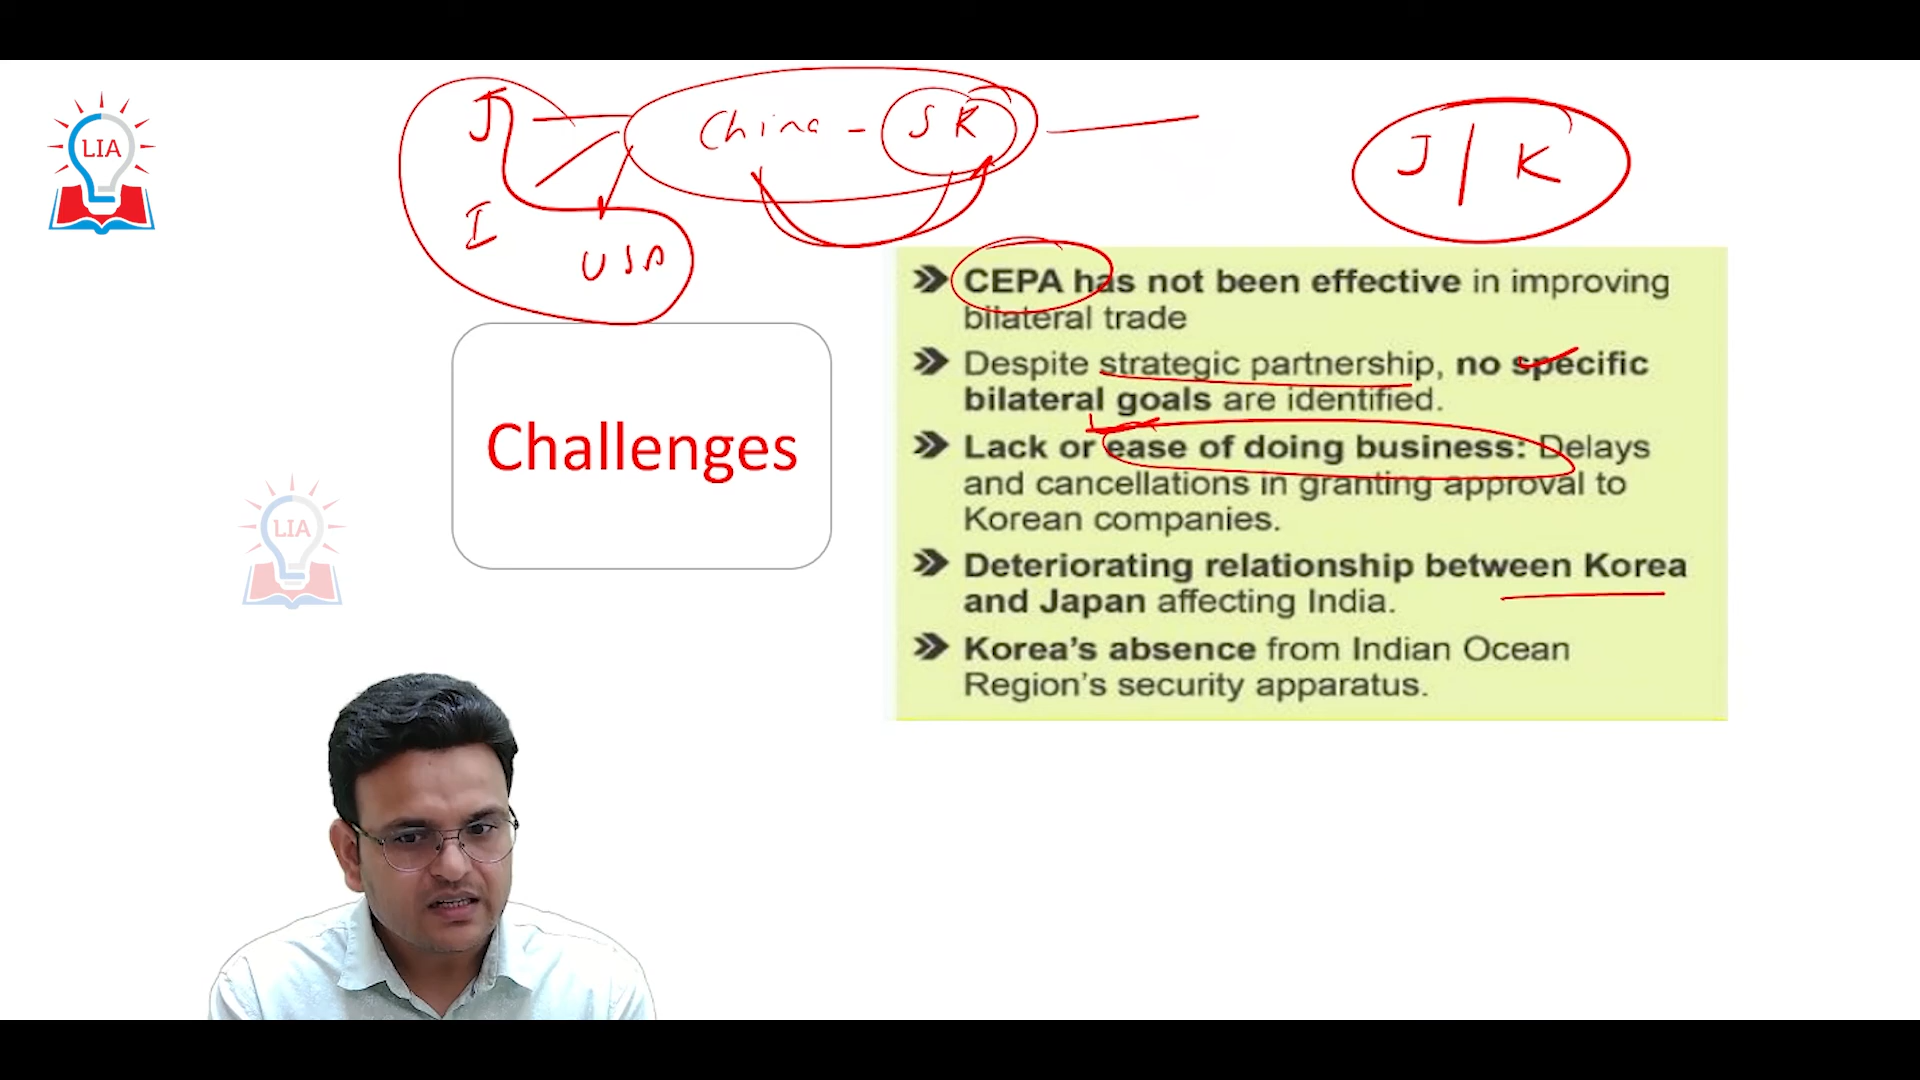 LIA
J
China - SK
J / K
I
USA
CEPA has not been effective in improving
bilateral trade
Despite strategic partnership, no specific
bilateral goals are identified.
Lack or ease of doing business: Delays
and cancellations in granting approval to
Korean companies.
Deteriorating relationship between Korea
and Japan affecting India.
Korea's absence from Indian Ocean
Region's security apparatus.
Challenges
LIA